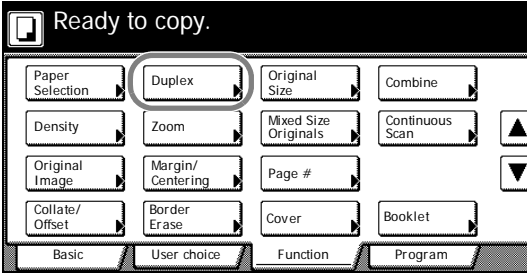 Ready to copy.
Paper
Selection
Duplex
Original
Size
Combine
Density
Zoom
Mixed Size
Originals
Continuous
Scan
Original
Image
Margin/
Centering
Page #
Collate/
Offset
Border
Erase
Cover
Booklet
Basic
User choice
Function
Program